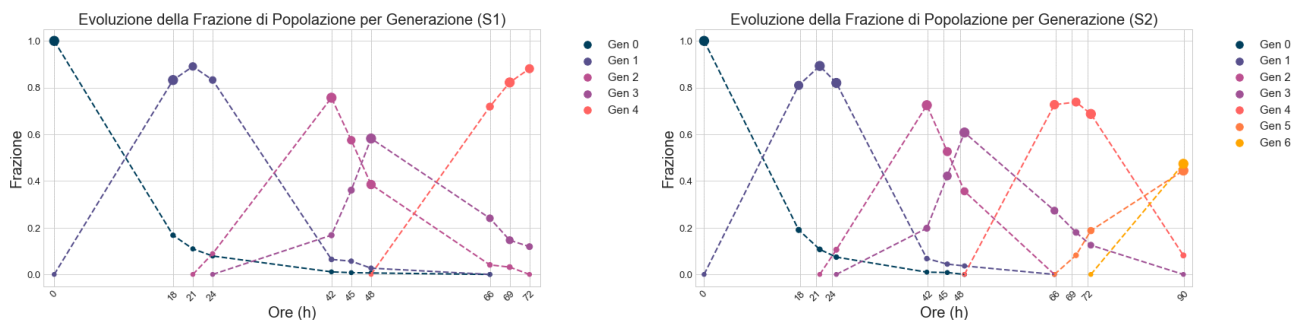 Evoluzione della Frazione di Popolazione per Generazione (S1)
1.0
0.8
0.6
0.4
0.2
0.0
Frazione
0
18
21
24
42
45
48
66
69
72
Ore (h)
Gen 0
Gen 1
Gen 2
Gen 3
Gen 4
Evoluzione della Frazione di Popolazione per Generazione (S2)
1.0
0.8
0.6
0.4
0.2
0.0
Frazione
0
18
21
24
42
45
48
66
69
72
90
Ore (h)
Gen 0
Gen 1
Gen 2
Gen 3
Gen 4
Gen 5
Gen 6